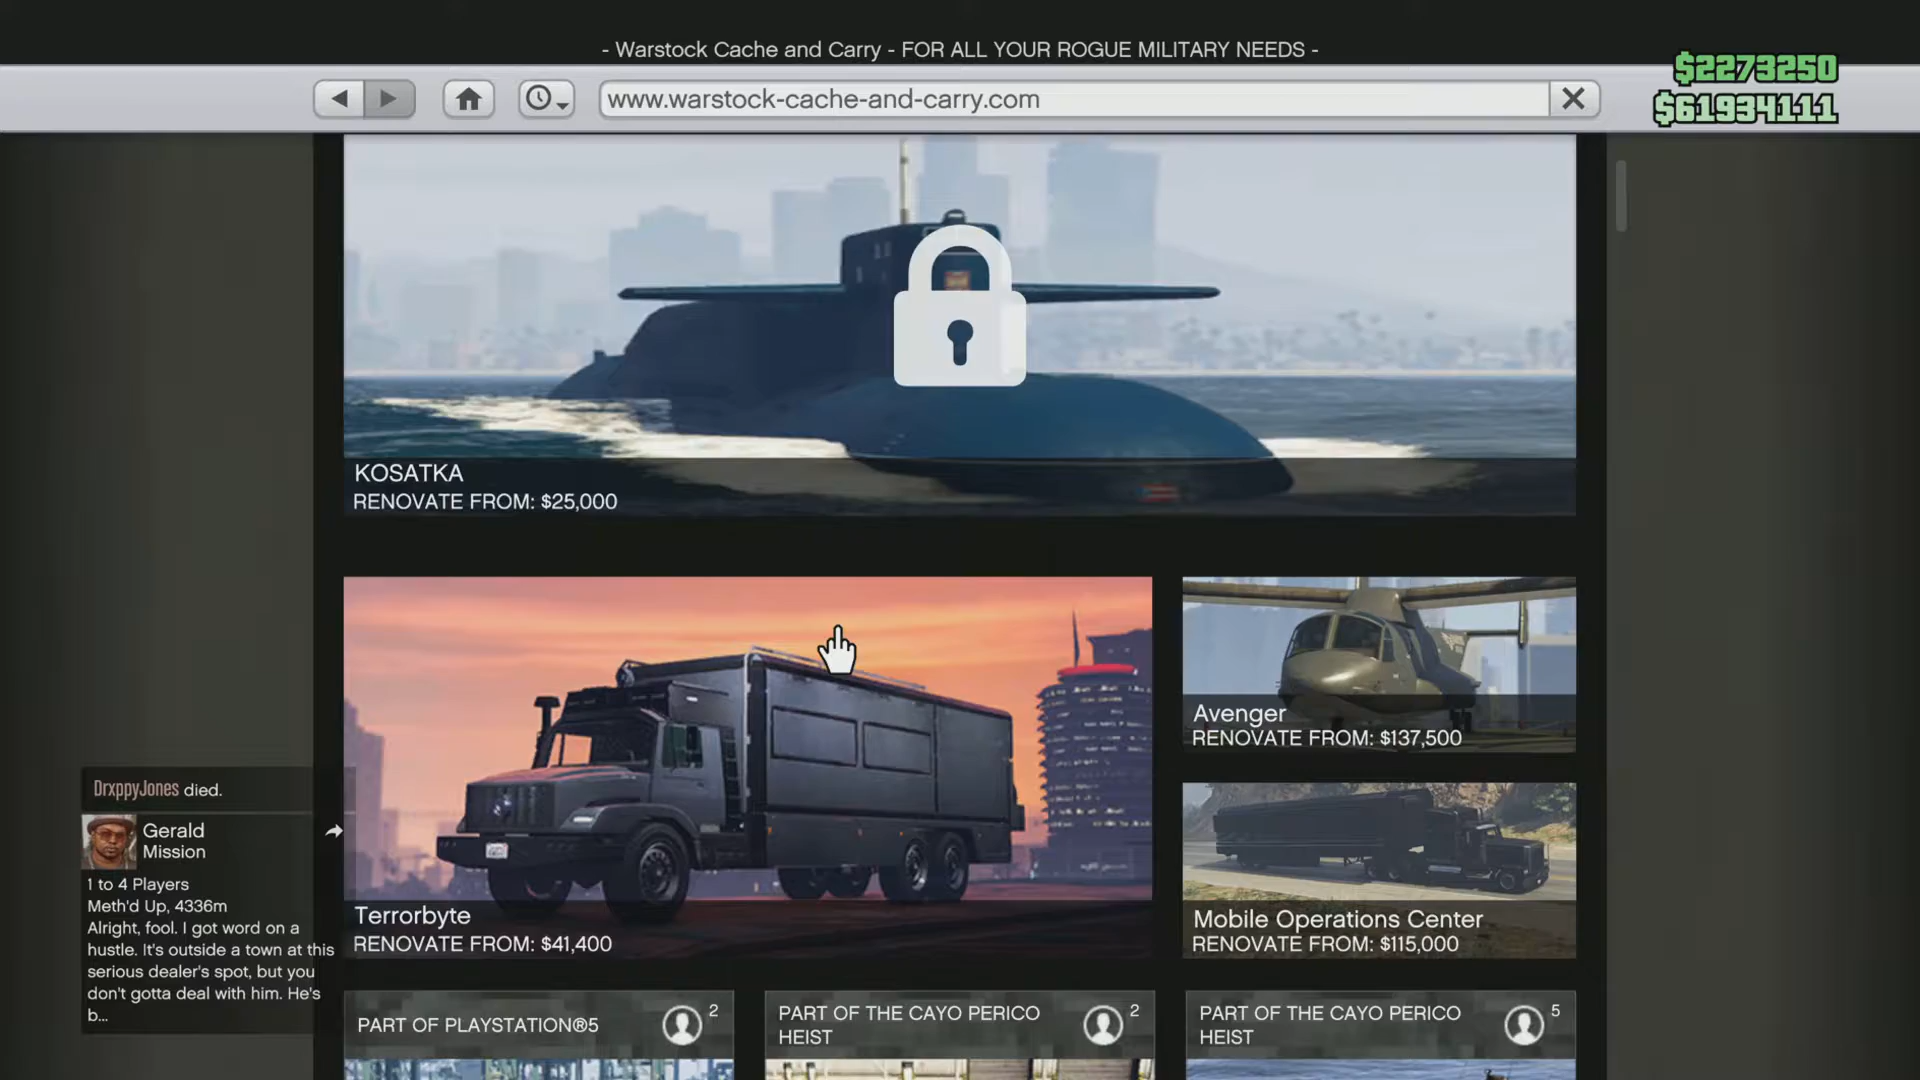 - Warstock Cache and Carry - FOR ALL YOUR ROGUE MILITARY NEEDS -
$2273250
www.warstock-cache-and-carry.com
$61934111
KOSATKA
RENOVATE FROM: $25,000
Avenger
RENOVATE FROM: $137,500
DrxppyJones died.
Gerald
Mission
1 to 4 Players
Meth'd Up, 4336m
Alright, fool. I got word on a
hustle. It's outside a town at this
serious dealer's spot, but you
don't gotta deal with him. He's
b...
Terrorbyte
RENOVATE FROM: $41,400
Mobile Operations Center
RENOVATE FROM: $115,000
PART OF PLAYSTATION®5
2
PART OF THE CAYO PERICO
HEIST
2
PART OF THE CAYO PERICO
HEIST
5